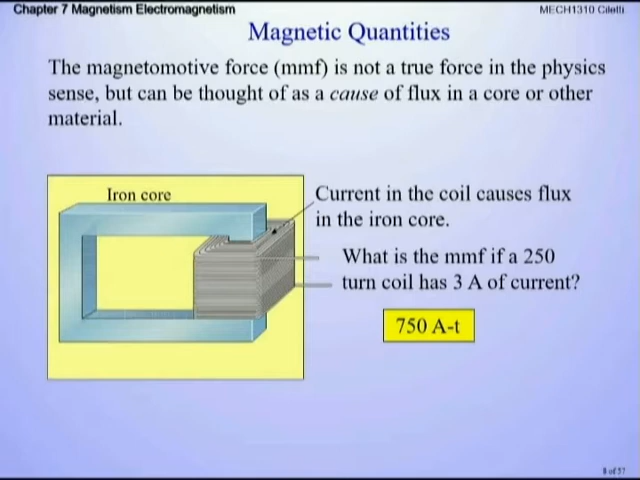 Chapter 7 Magnetism Electromagnetism
MECH1310 Ciletti
Magnetic Quantities
The magnetomotive force (mmf) is not a true force in the physics
sense, but can be thought of as a cause of flux in a core or other
material.
Iron core
Current in the coil causes flux
in the iron core.
What is the mmf if a 250
turn coil has 3 A of current?
750 A-t
8 of 37